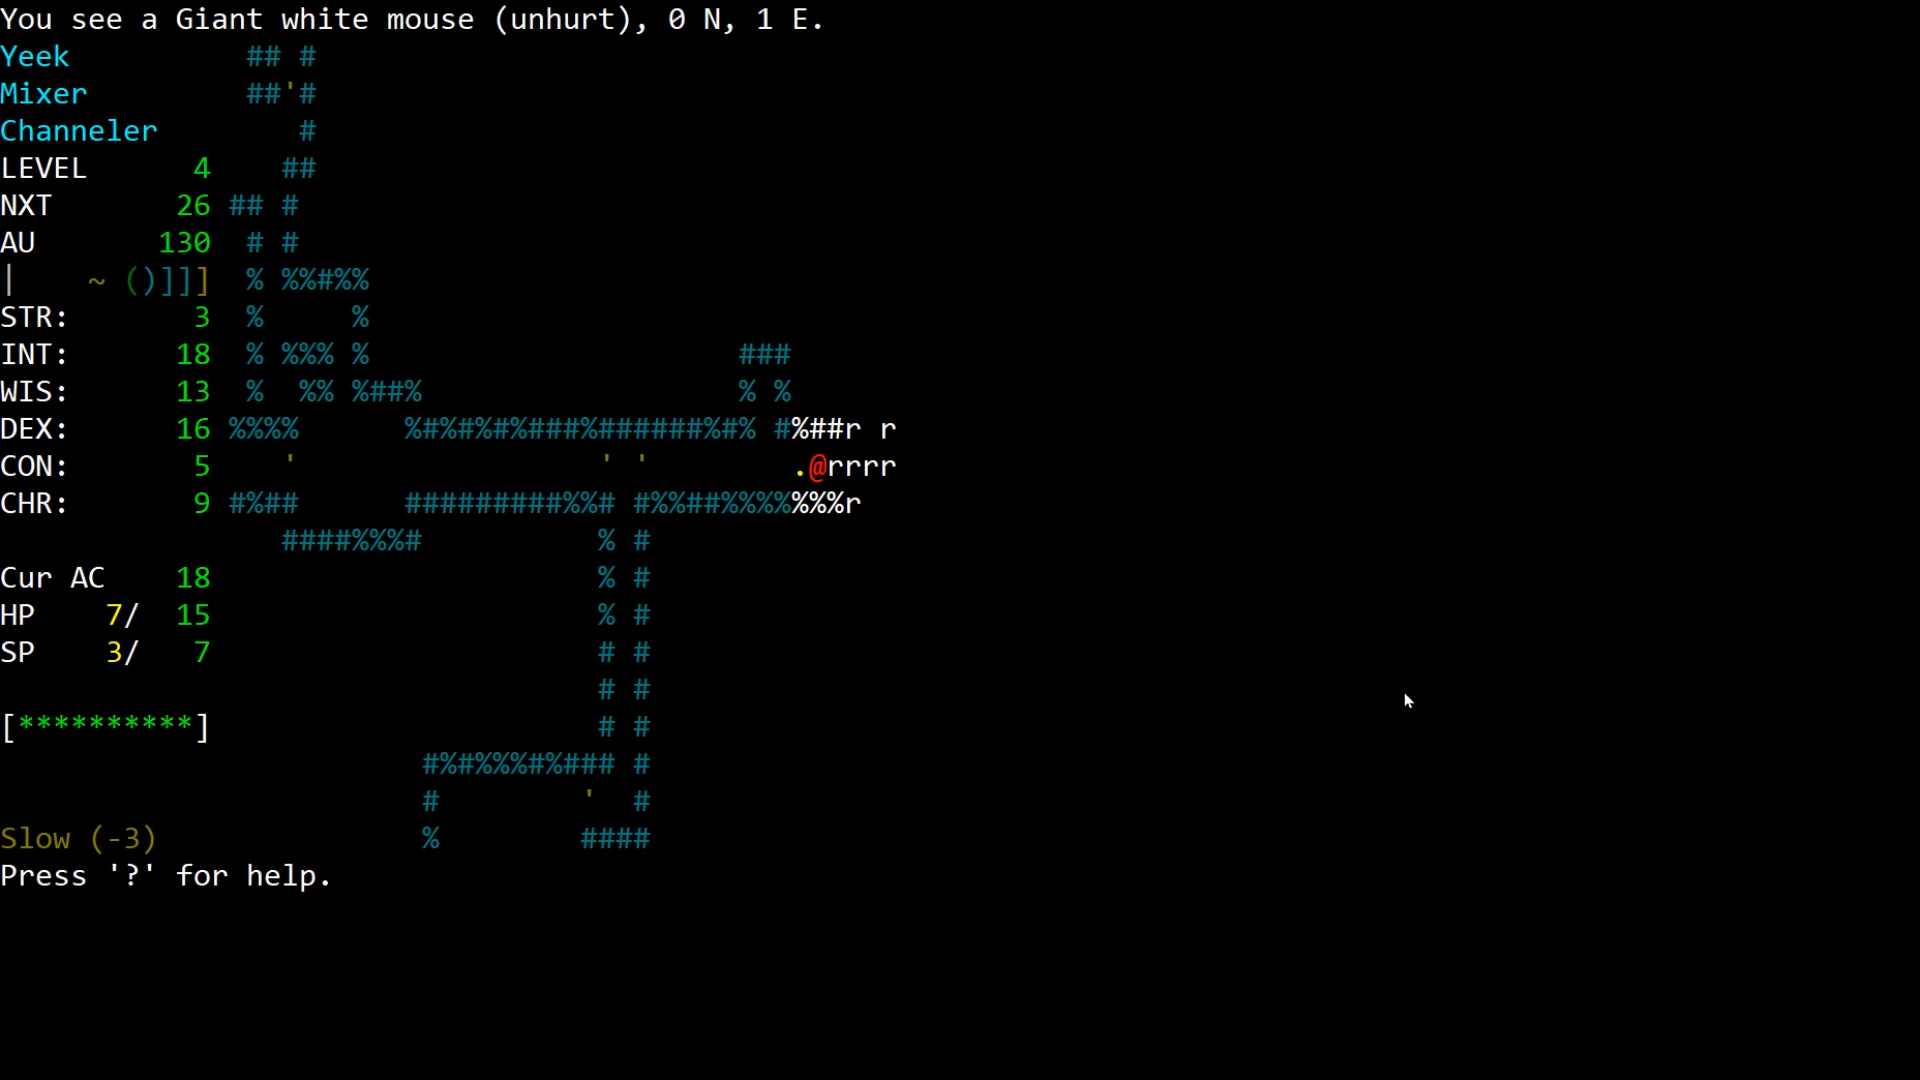 You see a Giant white mouse (unhurt), 0 N, 1 E.
Yeek          ## #
Mixer         ##'#
Channeler        #
LEVEL      4    ##
NXT       26 ## #
AU       130  # #
|    ~ ()]]]  % %%#%%
STR:       3  %     %
INT:      18  % %%% %                     ###
WIS:      13  %  %% %##%                  % %
DEX:      16 %%%%      %#%#%#%###%######%#% #%##r r
CON:       5    '                 ' '        .@rrrr
CHR:       9 #%##      #########%%# #%%##%%%%%%%r
                ####%%%#          % #
Cur AC    18                      % #
HP    7/  15                      % #
SP    3/   7                      # #
                                  # #
[**********]                      # #
                        #%#%%%#%### #
                        #        '  #
Slow (-3)               %        ####
Press '?' for help.